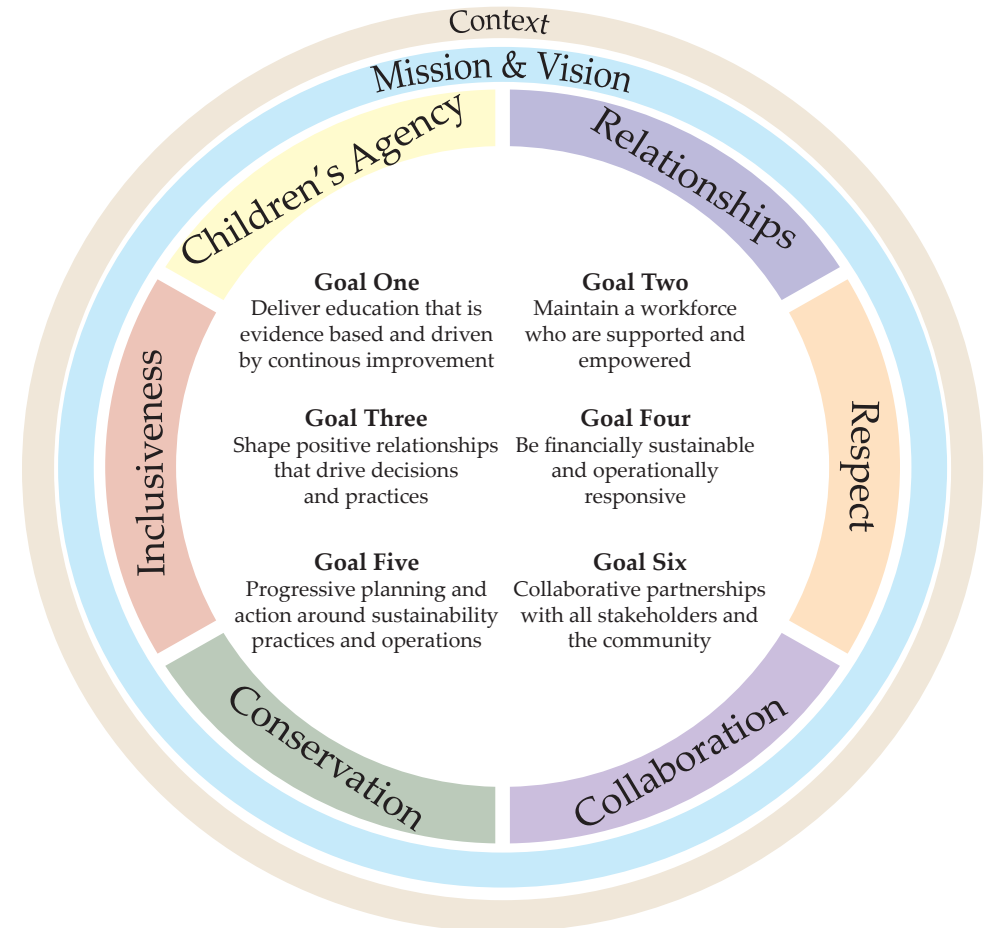 Context
Mission & Vision
Children's Agency
Relationships
Goal One
Deliver education that is
evidence based and driven
by continous improvement
Goal Two
Maintain a workforce
who are supported and
empowered
Inclusiveness
Respect
Goal Three
Shape positive relationships
that drive decisions
and practices
Goal Four
Be financially sustainable
and operationally
responsive
Goal Five
Progressive planning and
action around sustainability
practices and operations
Goal Six
Collaborative partnerships
with all stakeholders and
the community
Conservation
Collaboration